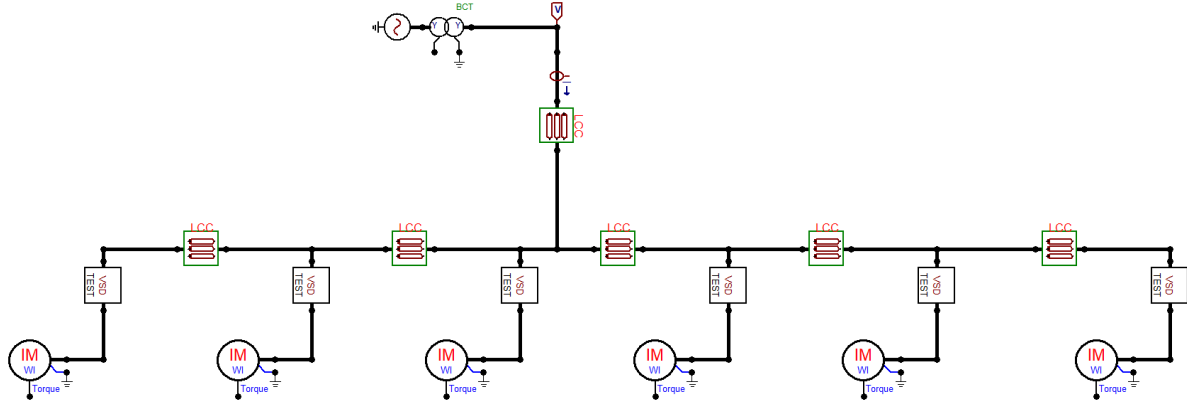 BCT
V
Y Y
I
LCC
LCC LCC LCC LCC LCC
VSD TEST VSD TEST VSD TEST VSD TEST VSD TEST VSD TEST
IM IM IM IM IM IM
WI WI WI WI WI WI
Torque Torque Torque Torque Torque Torque